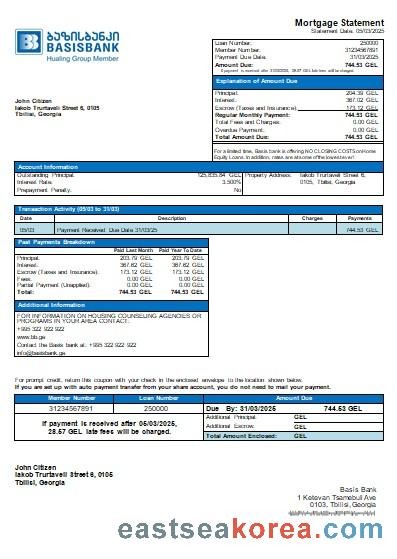 ბაზისბანკი
BASISBANK
Hualing Group Member
Mortgage Statement
Statement Date: 05/03/2025
Loan Number: 250000
Member Number: 31234567891
Payment Due Date: 31/03/2025
Amount Due: 744.53 GEL
If payment is received after 31/03/2025, 28.57 GEL late fees will be charged.
Explanation of Amount Due
Principal: 204.39 GEL
Interest: 367.02 GEL
Escrow (Taxes and Insurance): 173.12 GEL
Regular Monthly Payment: 744.53 GEL
Total Fees and Charges: 0.00 GEL
Overdue Payment: 0.00 GEL
Total Amount Due: 744.53 GEL
For a limited time, Basis bank is offering NO CLOSING COSTS on Home
Equity Loans. In addition, rates are at some of the lowest ever!
John Citizen
Iakob Trurtaveli Street 6, 0105
Tbilisi, Georgia
Account Information
Outstanding Principal: 125,835.84 GEL Property Address: Iakob Trurtaveli Street 6,
Interest Rate: 3.500% 0105, Tbilisi, Georgia
Prepayment Penalty: No
Transaction Activity (05/03 to 31/03)
Date Description Charges Payments
05/03 Payment Received Due Date 31/03/25 744.53 GEL
Past Payments Breakdown
Paid Last Month Paid Year To Date
Principal: 203.79 GEL 203.79 GEL
Interest: 367.62 GEL 367.62 GEL
Escrow (Taxes and Insurance): 173.12 GEL 173.12 GEL
Fees: 0.00 GEL 0.00 GEL
Partial Payment (Unapplied): 0.00 GEL 0.00 GEL
Total: 744.53 GEL 744.53 GEL
Additional Information
FOR INFORMATION ON HOUSING COUNSELING AGENCIES OR
PROGRAMS IN YOUR AREA CONTACT:
+995 322 922 922
www.bb.ge
Contact the Basis bank at: +995 322 922 922
info@basisbank.ge
For prompt credit, return this coupon with your check in the enclosed envelope to the location shown below.
If you are set up with auto payment transfer from your share account, you do not need to mail your payment.
Member Number Loan Number Amount Due
31234567891 250000 Due By: 31/03/2025 744.53 GEL
If payment is received after 05/03/2025,
28.57 GEL late fees will be charged.
Additional Principal: GEL
Additional Escrow: GEL
Total Amount Enclosed: GEL
John Citizen
Iakob Trurtaveli Street 6, 0105
Tbilisi, Georgia
Basis Bank
1 Ketevan Tsamebuli Ave
0103, Tbilisi, Georgia
eastseakorea.com